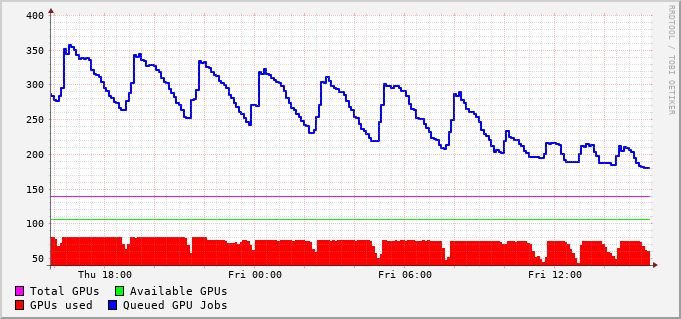 400
350
300
250
200
150
100
50
Thu 18:00 Fri 00:00 Fri 06:00 Fri 12:00
Total GPUs Available GPUs
GPUs used Queued GPU Jobs
RRDTOOL / TOBI OETIKER